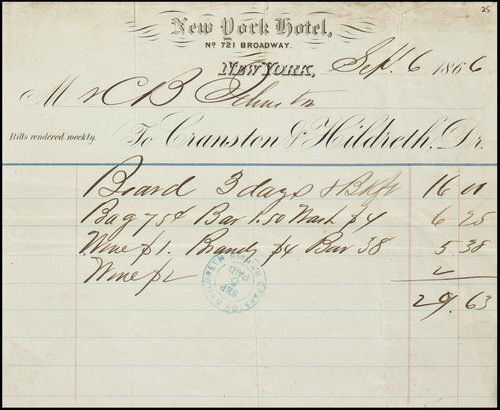 25
New York Hotel,
No 721 BROADWAY.
NEW YORK, Sept. 6 1866
Mr C B Johnston
Bills rendered weekly. To Cranston & Hildreth, Dr.
Board 3 days & Bkft 16 00
Bag 75¢ Bar 1.50 Wash $4 6 25
Wine $1. Brandy $4 Bar 38 5 38
Wine $2 2
29.63
CRANSTON & HILDRETH
SEP
PAID